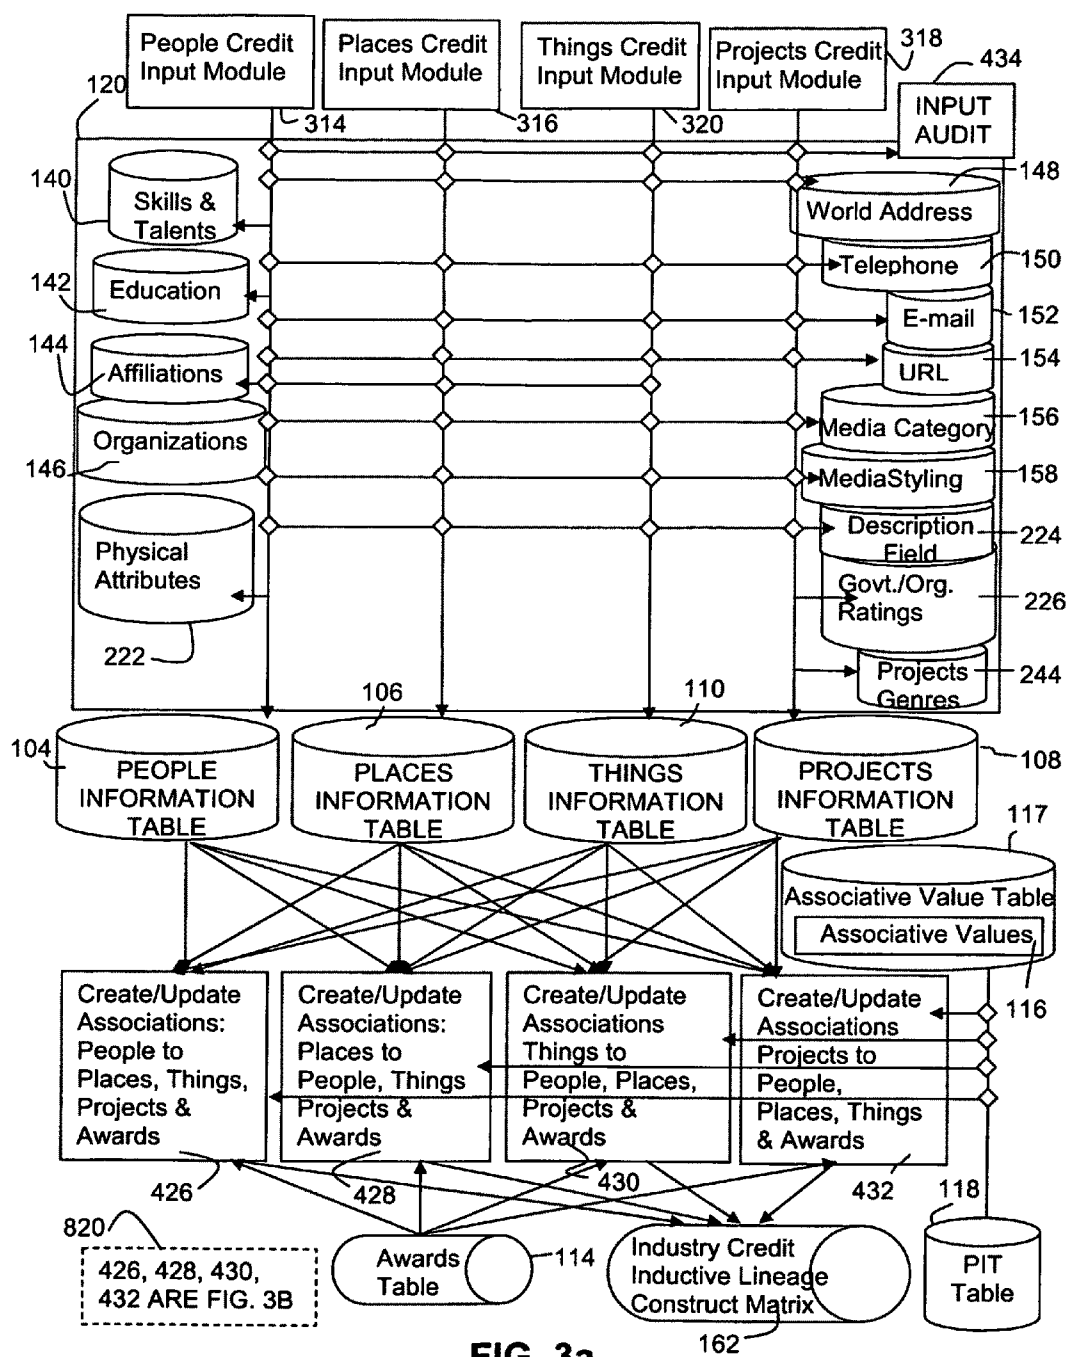 People Credit
Input Module
Places Credit
Input Module
Things Credit
Input Module
Projects Credit
Input Module
318
434
INPUT
AUDIT
120
314
316
320
140
Skills &
Talents
148
World Address
142
Education
Telephone
150
E-mail
152
144
Affiliations
URL
154
Organizations
146
Media Category
156
MediaStyling
158
Physical
Attributes
Description
Field
224
Govt./Org.
Ratings
226
222
Projects
Genres
244
104
PEOPLE
INFORMATION
TABLE
106
PLACES
INFORMATION
TABLE
110
THINGS
INFORMATION
TABLE
PROJECTS
INFORMATION
TABLE
108
117
Associative Value Table
Associative Values
116
Create/Update
Associations:
People to
Places, Things,
Projects &
Awards
Create/Update
Associations:
Places to
People, Things
Projects &
Awards
Create/Update
Associations
Things to
People, Places,
Projects &
Awards
Create/Update
Associations
Projects to
People,
Places, Things
& Awards
426
428
430
432
820
426, 428, 430,
432 ARE FIG. 3B
Awards
Table
114
Industry Credit
Inductive Lineage
Construct Matrix
162
118
PIT
Table
FIG. 3a